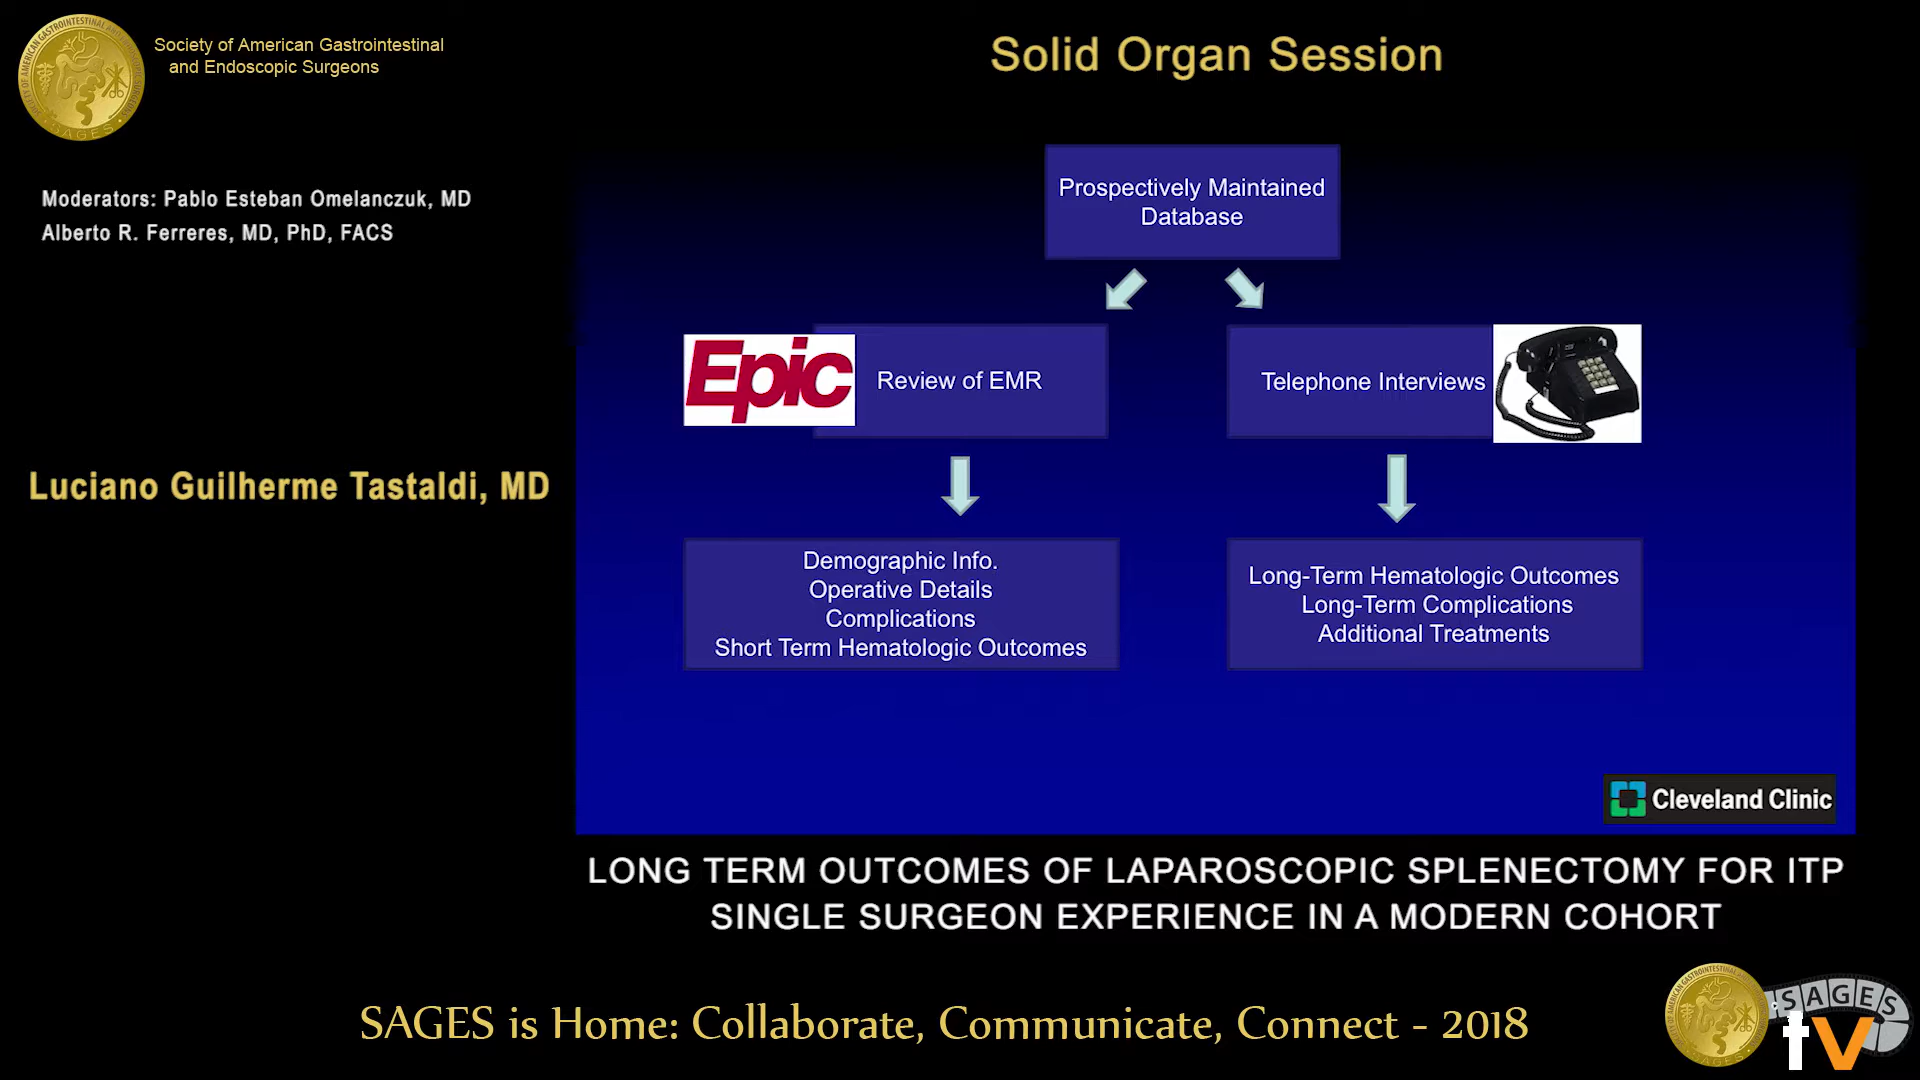 Society of American Gastrointestinal
and Endoscopic Surgeons
Solid Organ Session
Moderators: Pablo Esteban Omelanczuk, MD
Alberto R. Ferreres, MD, PhD, FACS
Luciano Guilherme Tastaldi, MD
Prospectively Maintained
Database
Epic
Review of EMR
Telephone Interviews
Demographic Info.
Operative Details
Complications
Short Term Hematologic Outcomes
Long-Term Hematologic Outcomes
Long-Term Complications
Additional Treatments
Cleveland Clinic
LONG TERM OUTCOMES OF LAPAROSCOPIC SPLENECTOMY FOR ITP
SINGLE SURGEON EXPERIENCE IN A MODERN COHORT
SAGES is Home: Collaborate, Communicate, Connect - 2018
SAGES
tv